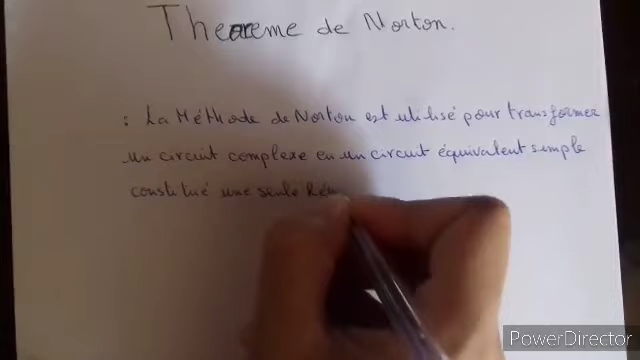 Theoreme de Norton.
: La Méthode de Norton est utilisé pour transformer
un circuit complexe en un circuit équivalent simple
constitué une seule Rés
PowerDirector